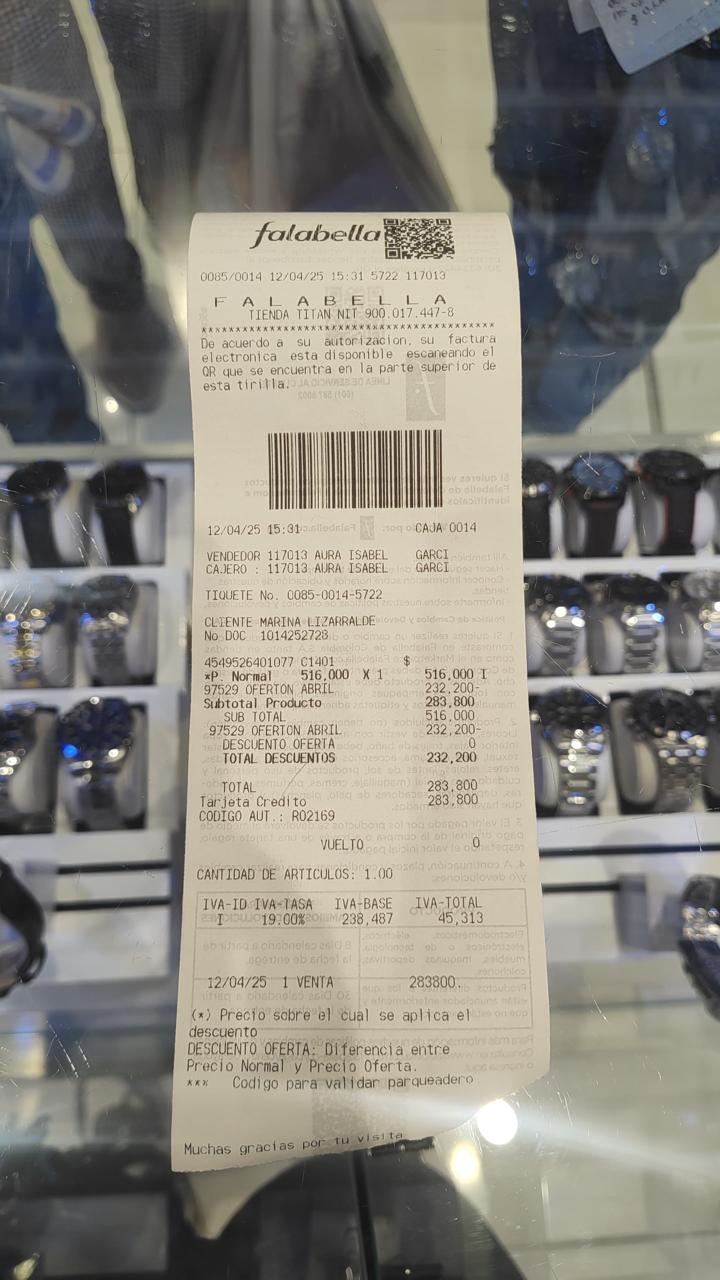 falabella
0085/0014 12/04/25 15:31 5722 117013
F A L A B E L L A
TIENDA TITAN NIT 900.017.447-8
De acuerdo a su autorizacion, su factura
electronica esta disponible escaneando el
QR que se encuentra en la parte superior de
esta tirilla.
12/04/25 15:31 CAJA 0014
VENDEDOR 117013 AURA ISABEL GARCI
CAJERO : 117013 AURA ISABEL GARCI
TIQUETE No. 0085-0014-5722
CLIENTE MARINA LIZARRALDE
No DOC 1014252728
4549526401077 C1401 $
*P. Normal 516,000 X 1 516,000 I
97529 OFERTON ABRIL 232,200-
Subtotal Producto 283,800
SUB TOTAL 516,000
97529 OFERTON ABRIL 232,200-
DESCUENTO OFERTA 0
TOTAL DESCUENTOS 232,200
TOTAL 283,800
Tarjeta Credito 283,800
CODIGO AUT.: R02169
VUELTO 0
CANTIDAD DE ARTICULOS: 1.00
IVA-ID IVA-TASA IVA-BASE IVA-TOTAL
I 19.00% 238,487 45,313
12/04/25 1 VENTA 283800.
(*) Precio sobre el cual se aplica el
descuento
DESCUENTO OFERTA: Diferencia entre
Precio Normal y Precio Oferta.
*** Codigo para validar parqueadero
Muchas gracias por tu visita